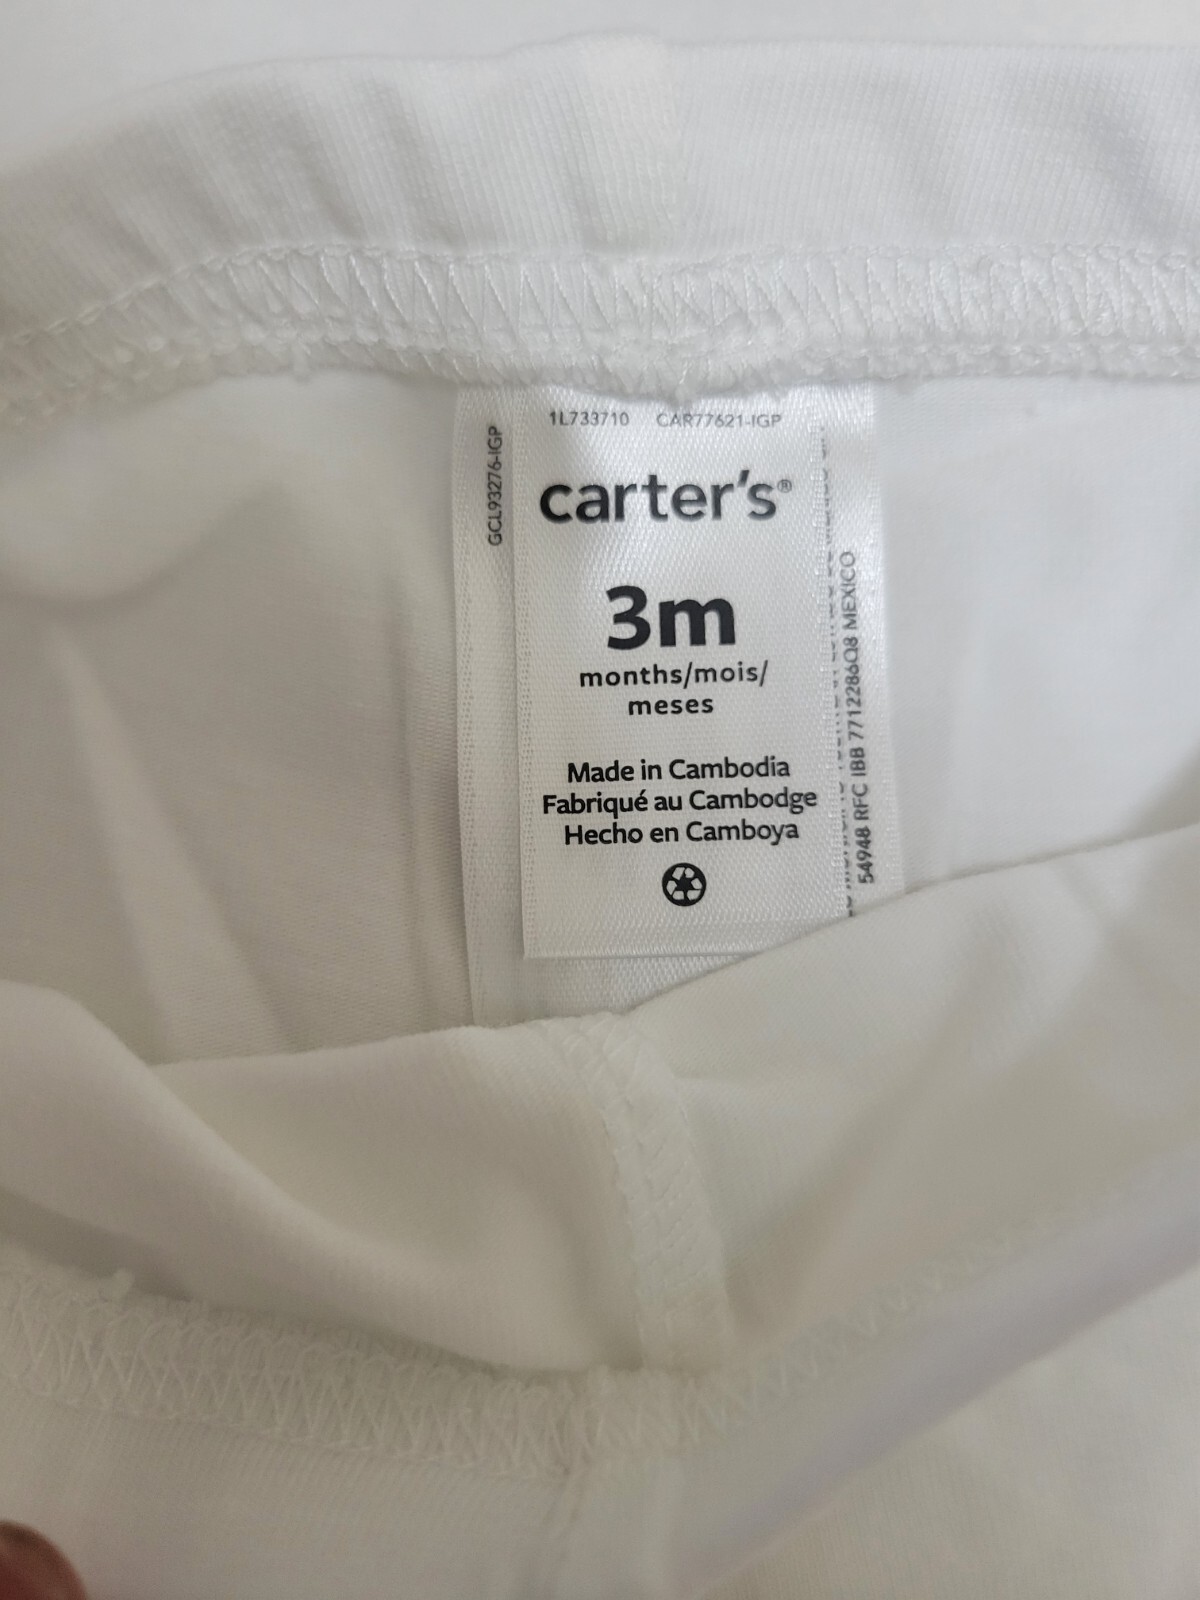 1L733710 CAR77621-IGP
carter's®
3m
months/mois/
meses
Made in Cambodia
Fabriqué au Cambodge
Hecho en Camboya
GCL93276-IGP
54948 RFC IBB 7712286Q8 MEXICO